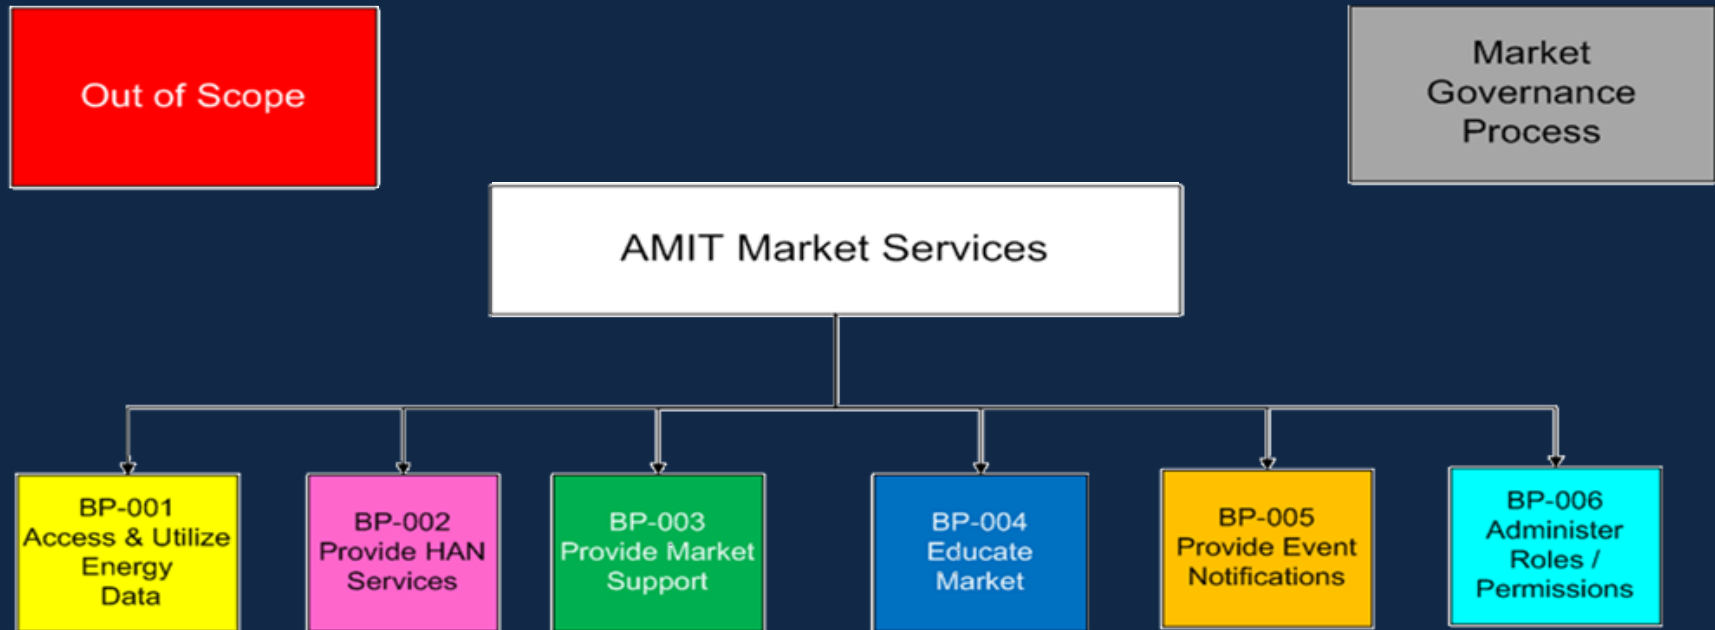 Out of Scope
Market
Governance
Process
AMIT Market Services
BP-001
Access & Utilize
Energy
Data
BP-002
Provide HAN
Services
BP-003
Provide Market
Support
BP-004
Educate
Market
BP-005
Provide Event
Notifications
BP-006
Administer
Roles /
Permissions